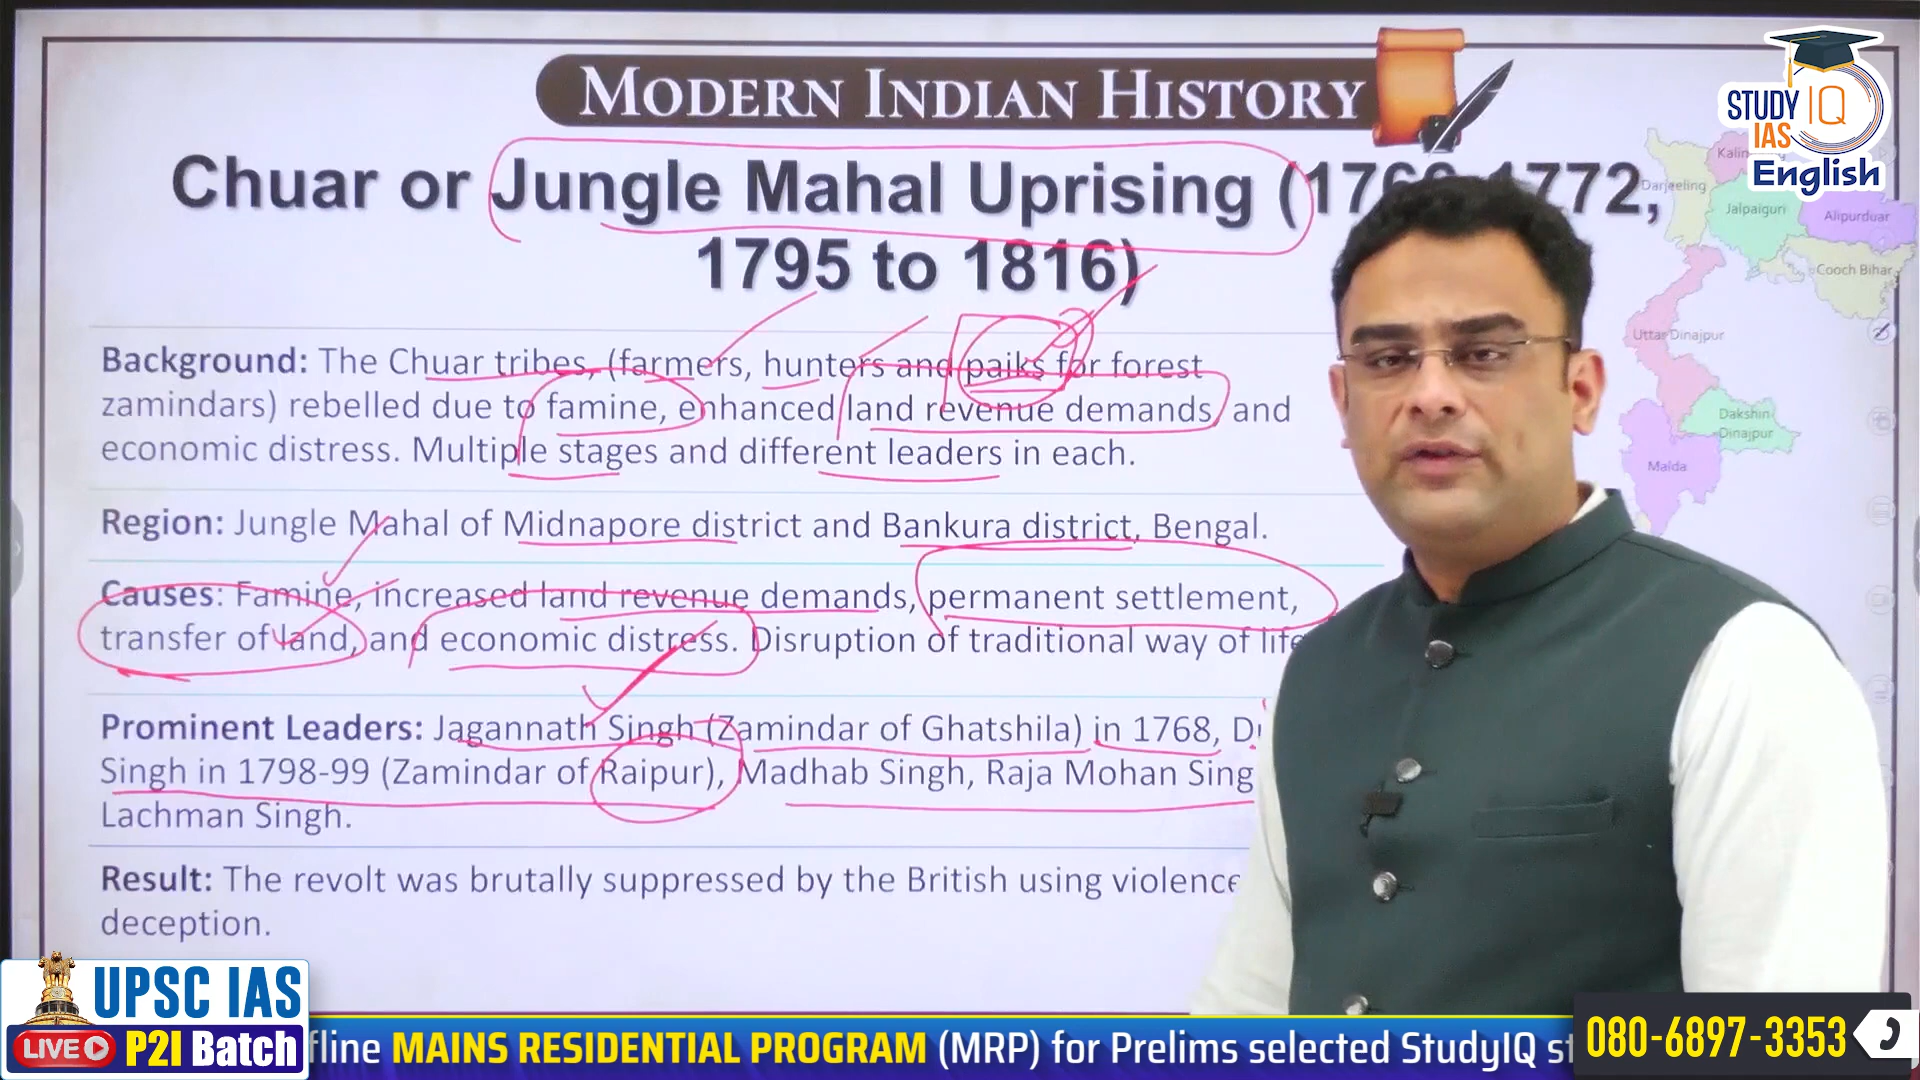 MODERN INDIAN HISTORY
STUDY IQ
IAS
English
Chuar or Jungle Mahal Uprising (1772,
1795 to 1816)
Background: The Chuar tribes, (farmers, hunters and paiks for forest
zamindars) rebelled due to famine, enhanced land revenue demands, and
economic distress. Multiple stages and different leaders in each.
Region: Jungle Mahal of Midnapore district and Bankura district, Bengal.
Causes: Famine, increased land revenue demands, permanent settlement,
transfer of land, and economic distress. Disruption of traditional way of life
Prominent Leaders: Jagannath Singh (Zamindar of Ghatshila) in 1768,
Singh in 1798-99 (Zamindar of Raipur), Madhab Singh, Raja Mohan Sing
Lachman Singh.
Result: The revolt was brutally suppressed by the British using violence
deception.
Darjeeling
Jalpaiguri
Alipurduar
Cooch Bihar
Uttar Dinajpur
Dakshin
Dinajpur
Malda
UPSC IAS
LIVE P2I Batch
fline MAINS RESIDENTIAL PROGRAM (MRP) for Prelims selected StudyIQ st
080-6897-3353